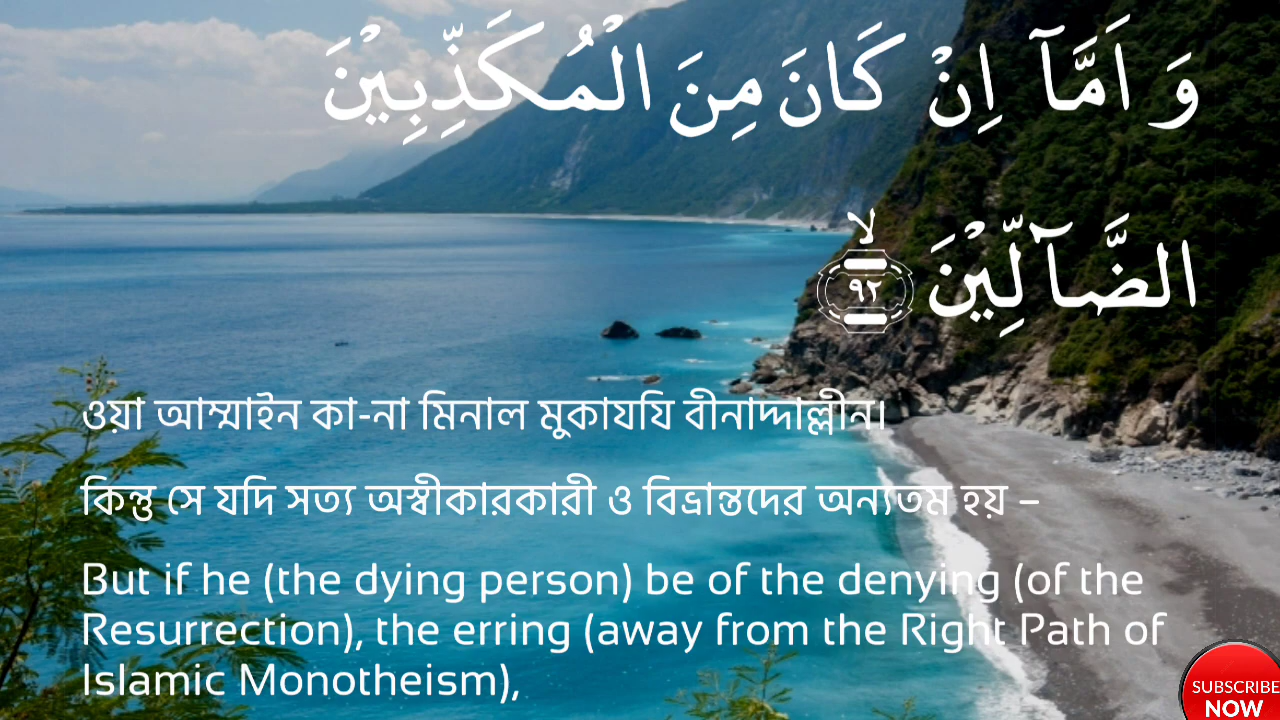 وَ اَمَّاۤ اِنْ كَانَ مِنَ الْمُكَذِّبِيْنَ
الضَّآلِّيْنَ ۙ۹۲
ওয়া আম্মাইন কা-না মিনাল মুকাযযি বীনাদ্দাল্লীন।
কিন্তু সে যদি সত্য অস্বীকারকারী ও বিভ্রান্তদের অন্যতম হয় –
But if he (the dying person) be of the denying (of the
Resurrection), the erring (away from the Right Path of
Islamic Monotheism),
SUBSCRIBE
NOW